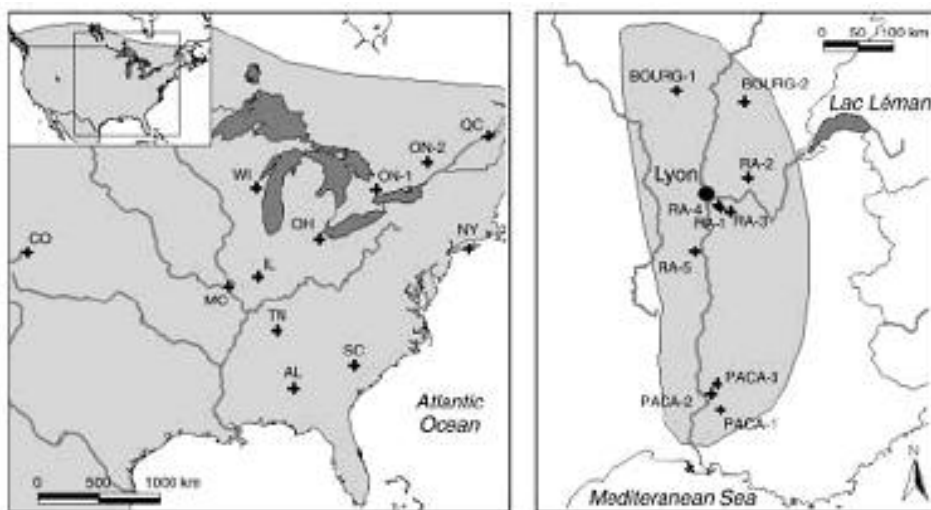 QC
ON-2
WI
ON-1
OH
NY
CO
IL
MO
TN
SC
AL
Atlantic
Ocean
0 500 1000 km
0 50 100 km
BOURG-1
BOURG-2
Lac Léman
RA-2
Lyon
RA-4
RA-1
RA-3
RA-5
PACA-3
PACA-2
PACA-1
N
Mediteranean Sea